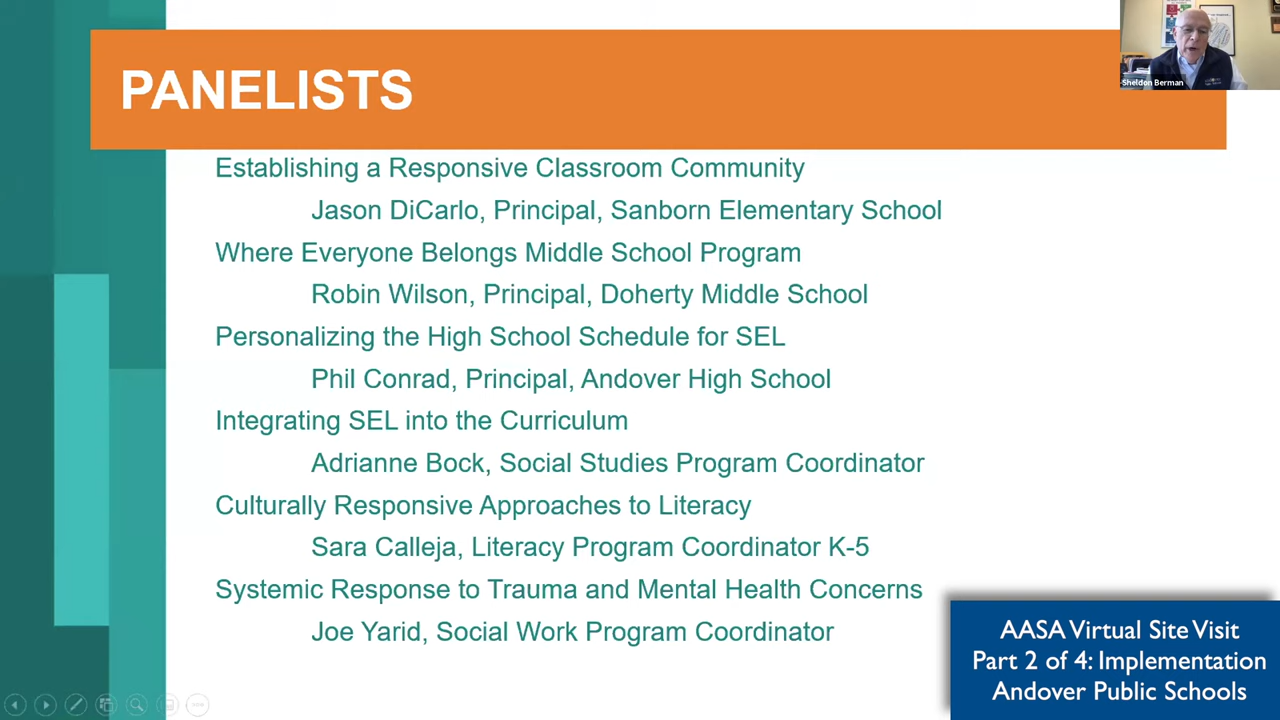 PANELISTS
Sheldon Berman
Establishing a Responsive Classroom Community
Jason DiCarlo, Principal, Sanborn Elementary School
Where Everyone Belongs Middle School Program
Robin Wilson, Principal, Doherty Middle School
Personalizing the High School Schedule for SEL
Phil Conrad, Principal, Andover High School
Integrating SEL into the Curriculum
Adrianne Bock, Social Studies Program Coordinator
Culturally Responsive Approaches to Literacy
Sara Calleja, Literacy Program Coordinator K-5
Systemic Response to Trauma and Mental Health Concerns
Joe Yarid, Social Work Program Coordinator
AASA Virtual Site Visit
Part 2 of 4: Implementation
Andover Public Schools